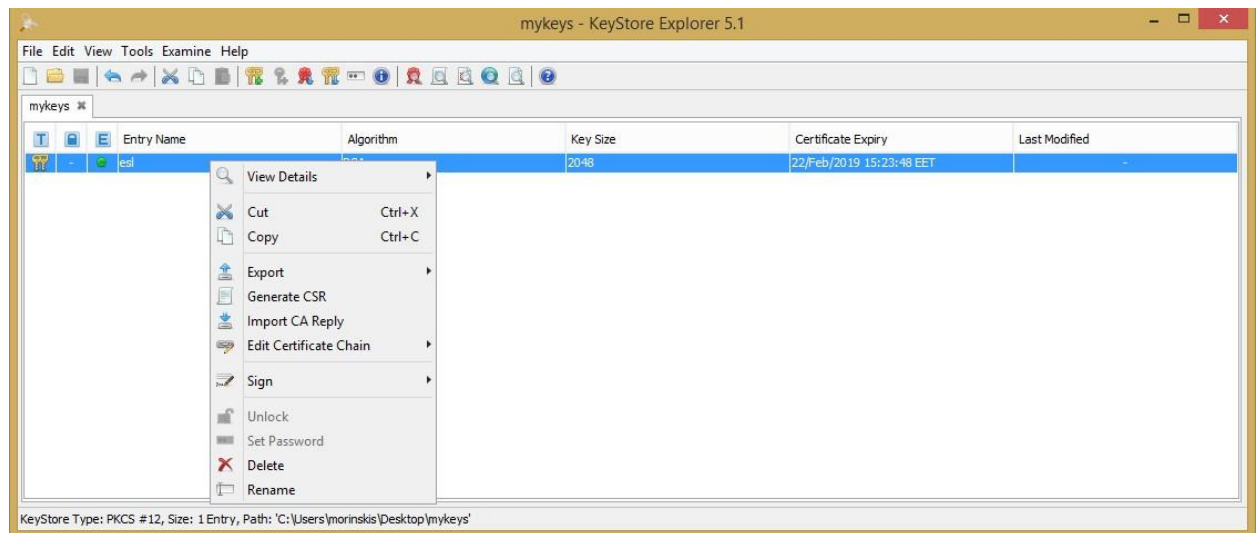 mykeys - KeyStore Explorer 5.1
File Edit View Tools Examine Help
mykeys
T E Entry Name Algorithm Key Size Certificate Expiry Last Modified
esl 2048 22/Feb/2019 15:23:48 EET -
View Details
Cut Ctrl+X
Copy Ctrl+C
Export
Generate CSR
Import CA Reply
Edit Certificate Chain
Sign
Unlock
Set Password
Delete
Rename
KeyStore Type: PKCS #12, Size: 1 Entry, Path: 'C:\Users\morinskis\Desktop\mykeys'